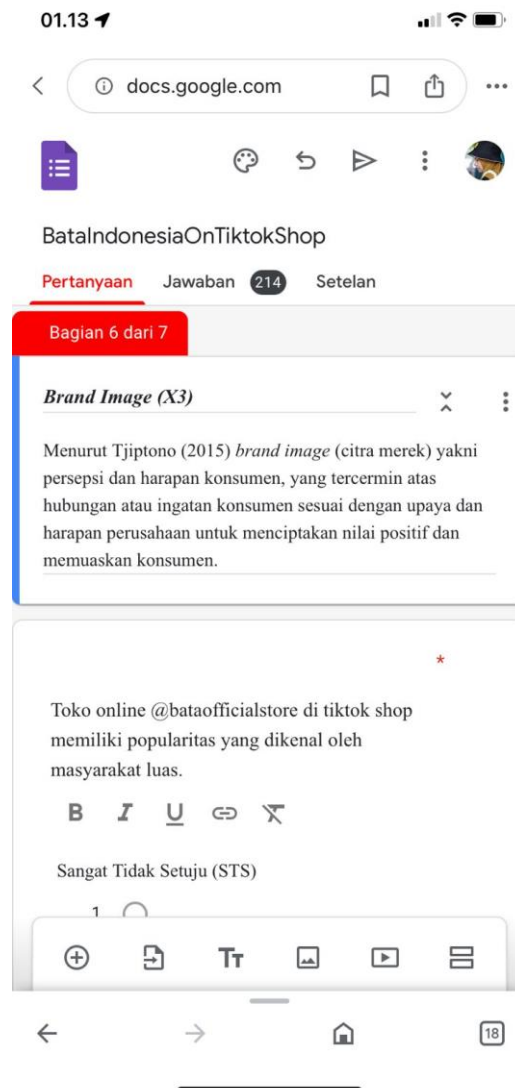 01.13
docs.google.com
BataIndonesiaOnTiktokShop
Pertanyaan Jawaban 214 Setelan
Bagian 6 dari 7
Brand Image (X3)
Menurut Tjiptono (2015) brand image (citra merek) yakni
persepsi dan harapan konsumen, yang tercermin atas
hubungan atau ingatan konsumen sesuai dengan upaya dan
harapan perusahaan untuk menciptakan nilai positif dan
memuaskan konsumen.
*
Toko online @bataofficialstore di tiktok shop
memiliki popularitas yang dikenal oleh
masyarakat luas.
B I U
Sangat Tidak Setuju (STS)
1
Tт
18